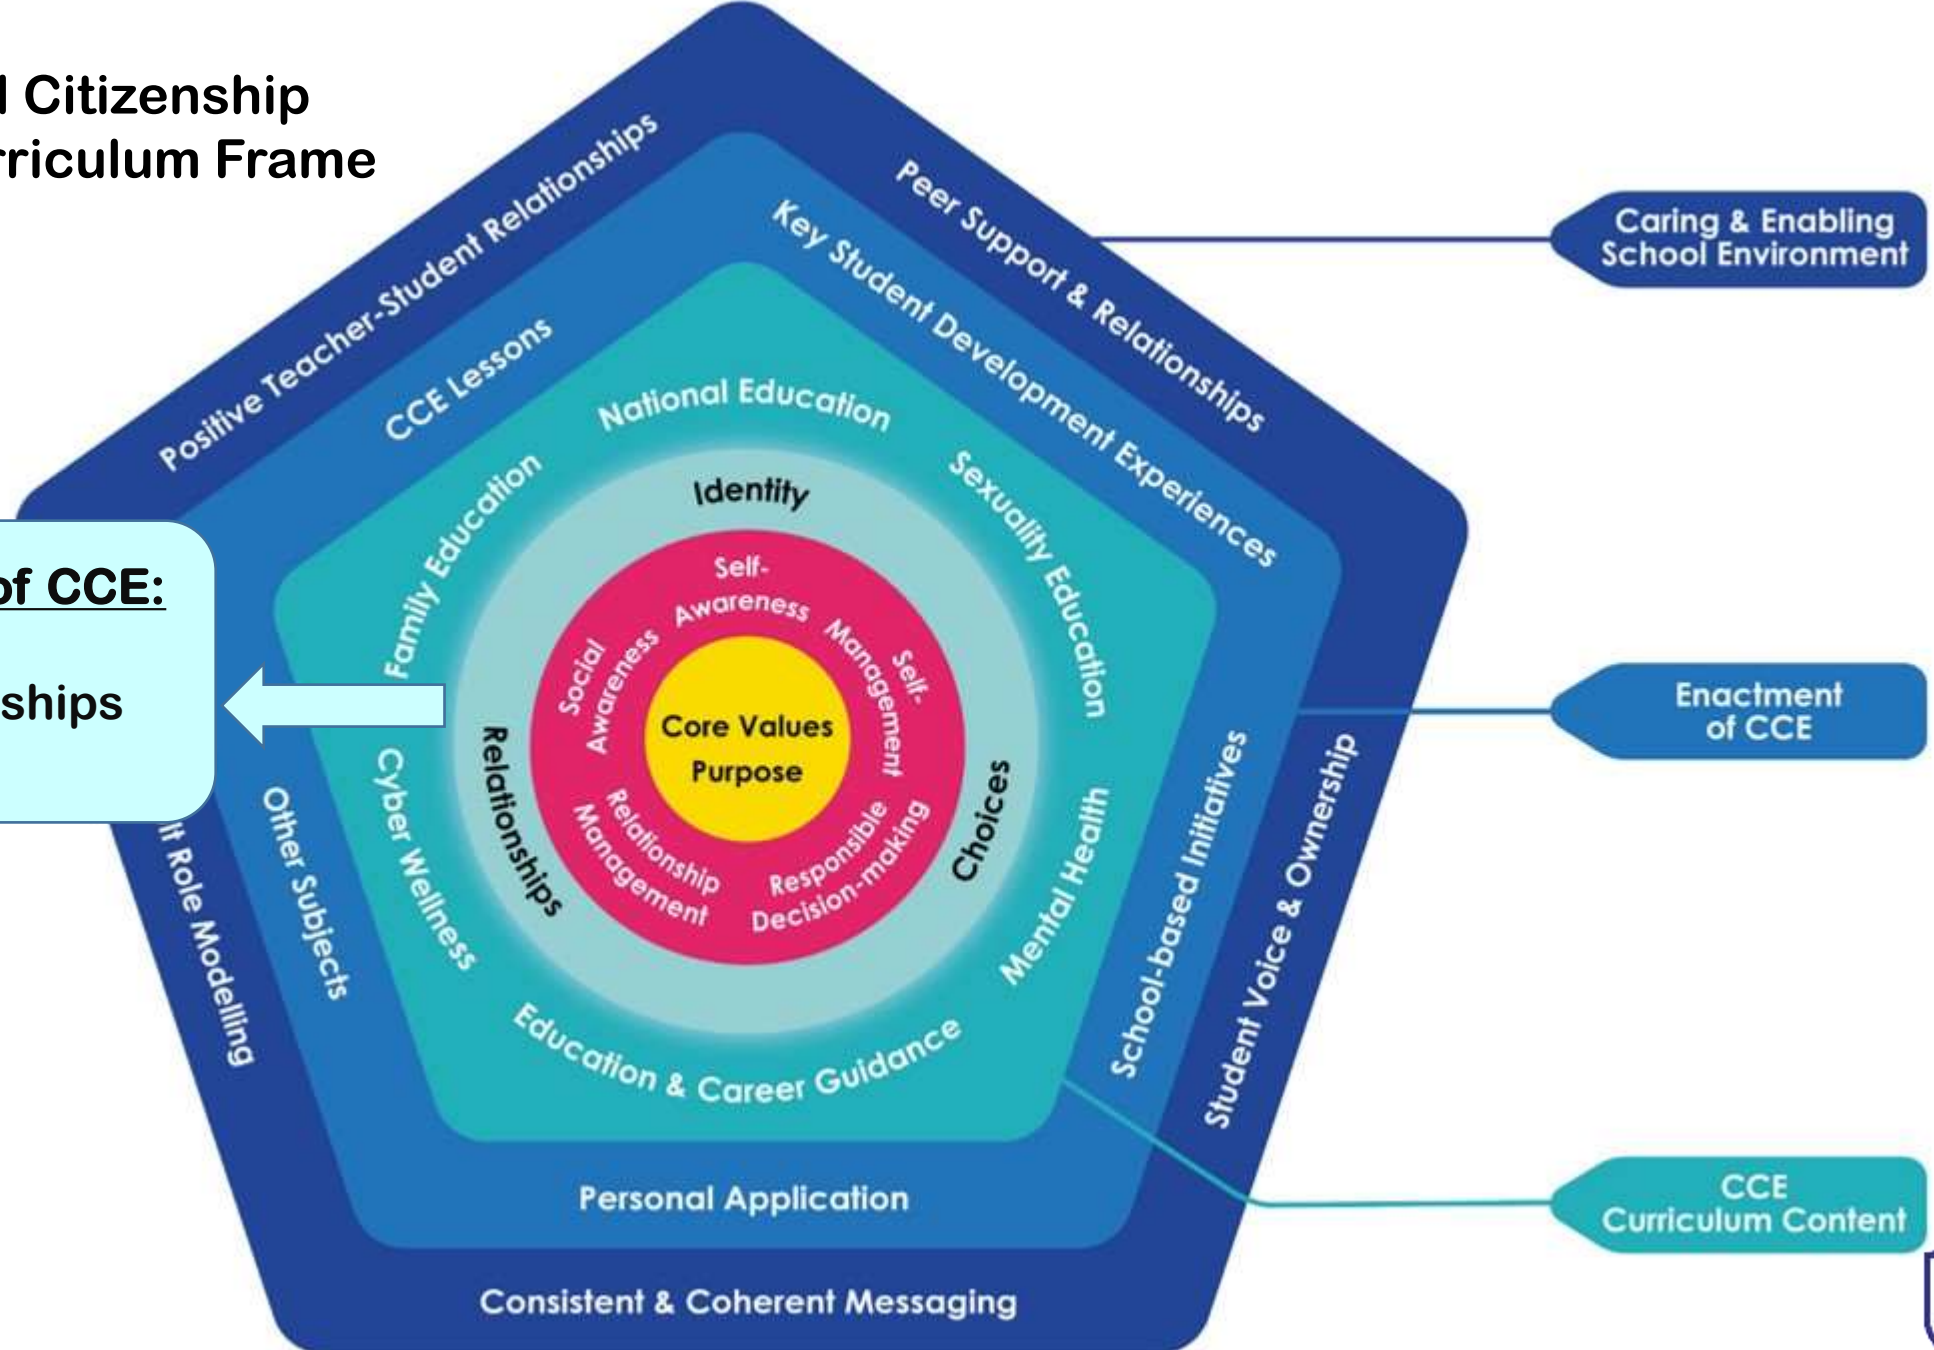 Citizenship
Frame
Positive Teacher-Student Relationships
Peer Support & Relationships
Caring & Enabling
School Environment
CCE Lessons
Key Student Development Experiences
National Education
Family Education
Sexuality Education
Identity
Self-
Awareness
Social
Awareness
Self-
Management
of CCE:
Core Values
Purpose
Enactment
of CCE
Relationships
Choices
Relationship
Management
Responsible
Decision-making
Cyber Wellness
Mental Health
Other Subjects
School-based Initiatives
Role Modelling
Student Voice & Ownership
Education & Career Guidance
CCE
Curriculum Content
Personal Application
Consistent & Coherent Messaging